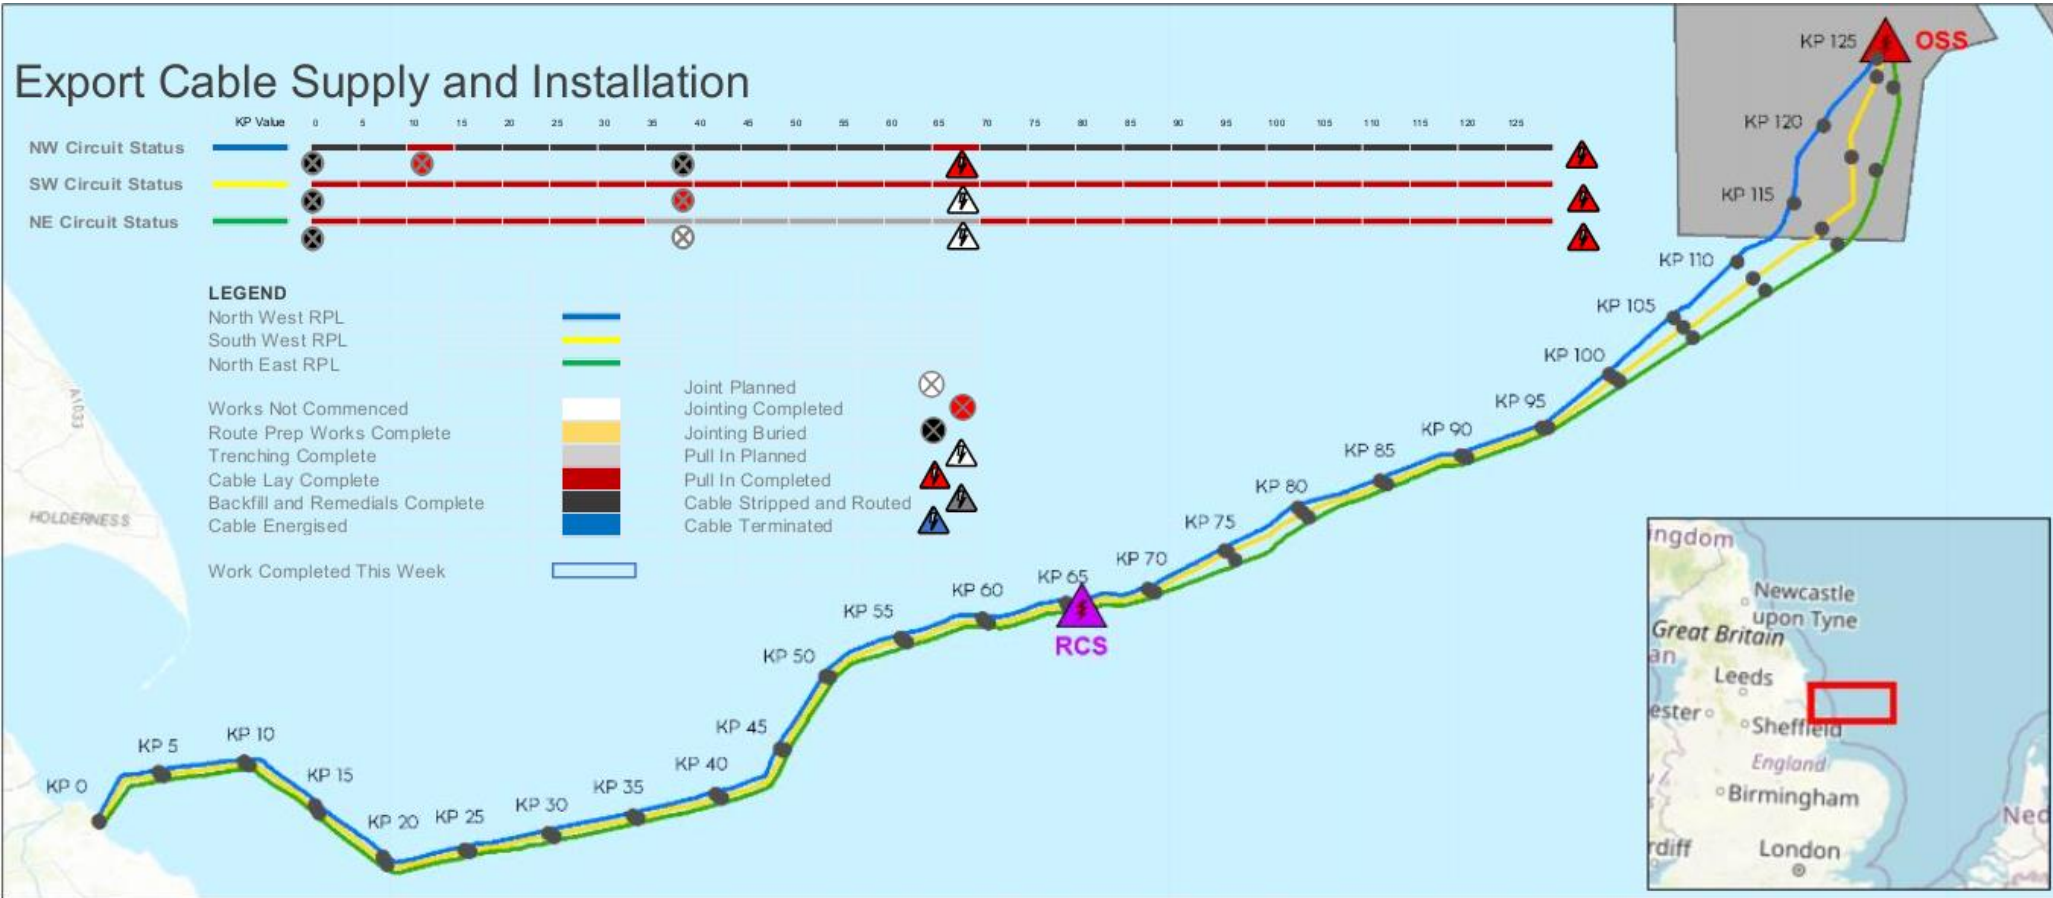 Export Cable Supply and Installation
KP Value 0 5 10 15 20 25 30 35 40 45 50 55 60 65 70 75 80 85 90 95 100 105 110 115 120 125
NW Circuit Status
SW Circuit Status
NE Circuit Status
LEGEND
North West RPL
South West RPL
North East RPL
Works Not Commenced
Route Prep Works Complete
Trenching Complete
Cable Lay Complete
Backfill and Remedials Complete
Cable Energised
Work Completed This Week
Joint Planned
Jointing Completed
Jointing Buried
Pull In Planned
Pull In Completed
Cable Stripped and Routed
Cable Terminated
A1033
HOLDERNESS
KP 0
KP 5
KP 10
KP 15
KP 20
KP 25
KP 30
KP 35
KP 40
KP 45
KP 50
KP 55
KP 60
KP 65
RCS
KP 70
KP 75
KP 80
KP 85
KP 90
KP 95
KP 100
KP 105
KP 110
KP 115
KP 120
KP 125
OSS
ingdom
Newcastle
upon Tyne
Great Britain
an
Leeds
ester
Sheffield
England
Birmingham
Ned
rdiff
London